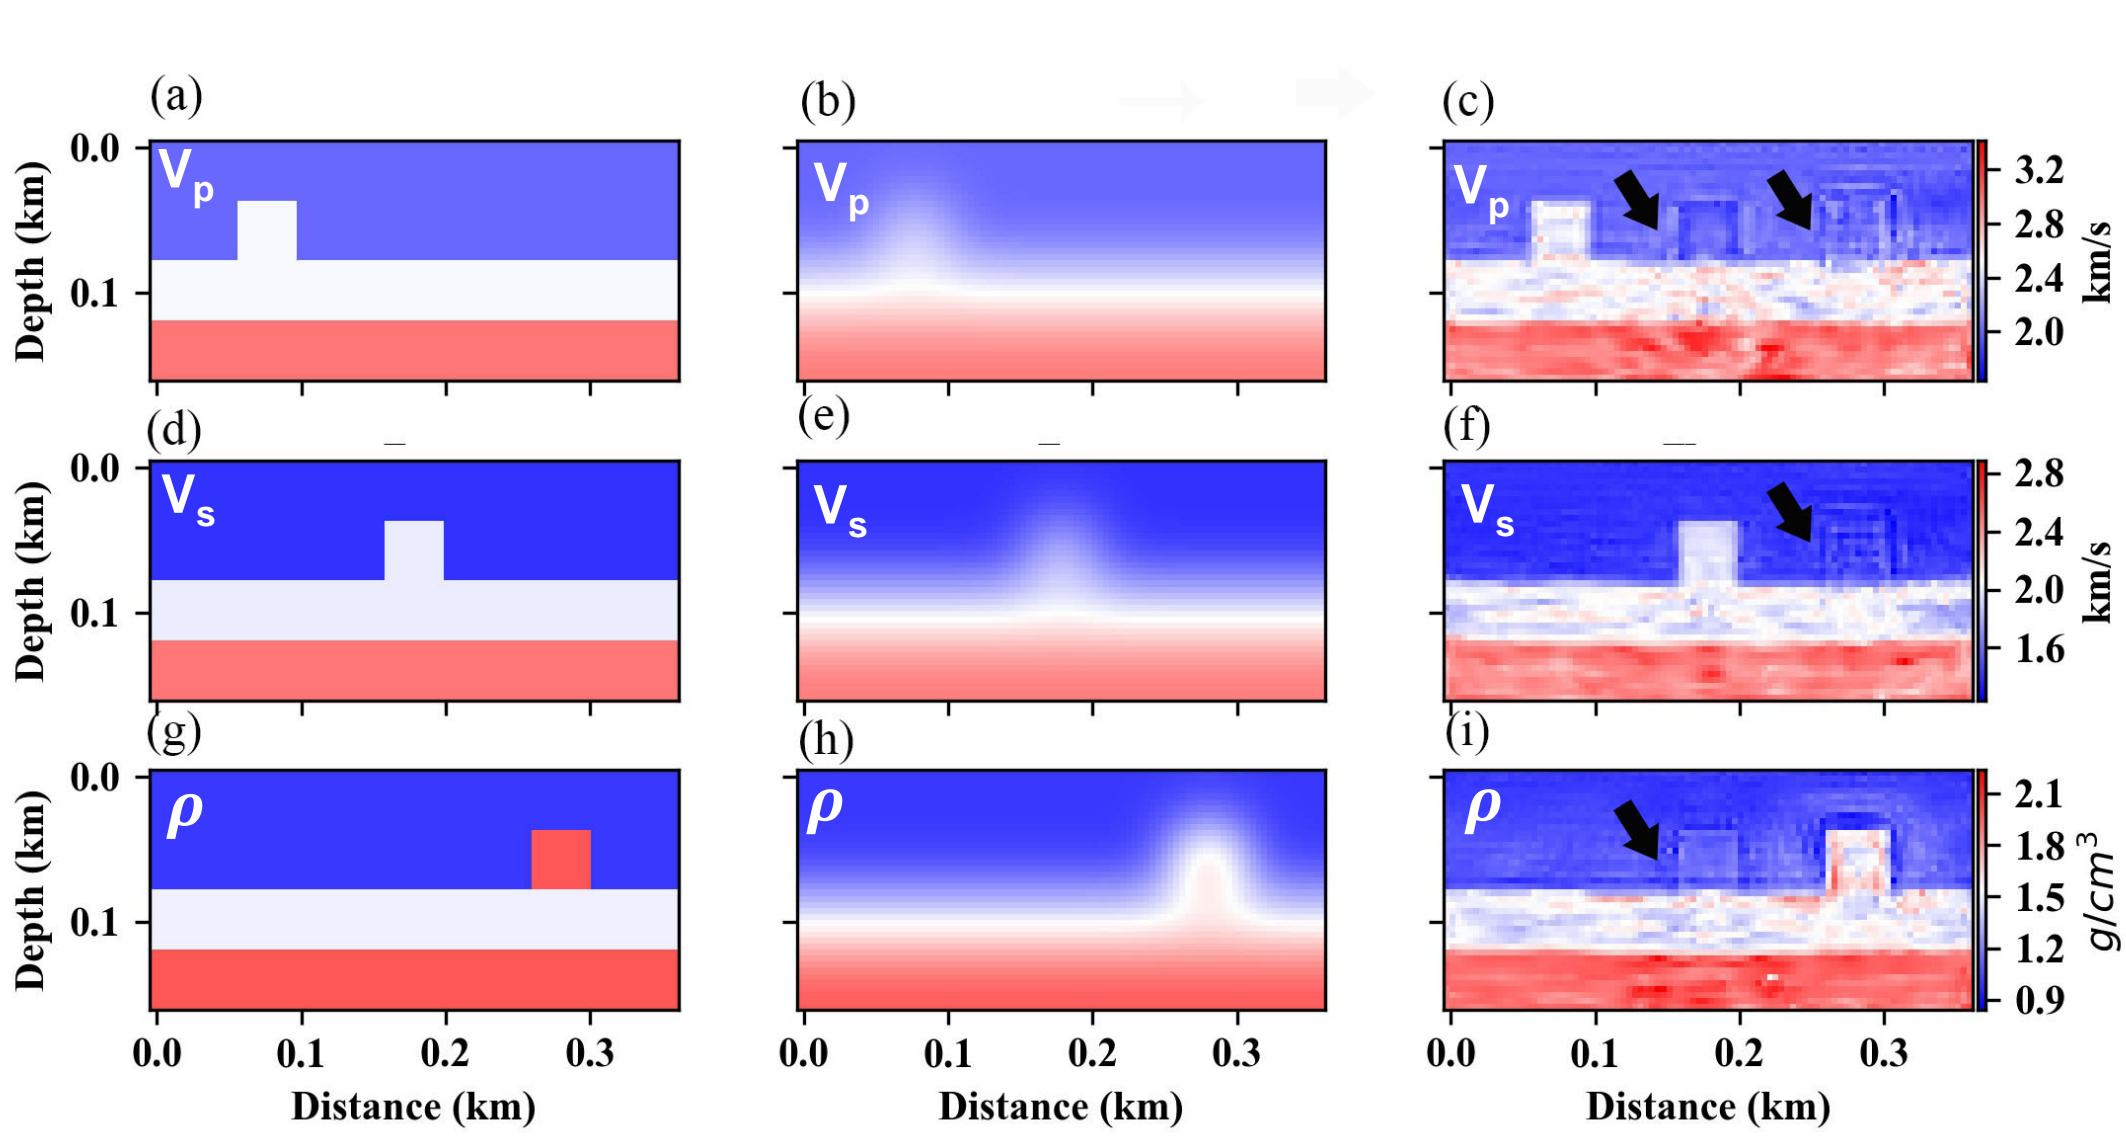 (a)
(b)
(c)
0.0
0.1
Depth (km)
Vp
Vp
Vp
3.2
2.8
2.4
2.0
km/s
(d)
(e)
(f)
0.0
0.1
Depth (km)
Vs
Vs
Vs
2.8
2.4
2.0
1.6
km/s
(g)
(h)
(i)
0.0
0.1
Depth (km)
ρ
ρ
ρ
2.1
1.8
1.5
1.2
0.9
g/cm³
0.0 0.1 0.2 0.3
0.0 0.1 0.2 0.3
0.0 0.1 0.2 0.3
Distance (km)
Distance (km)
Distance (km)